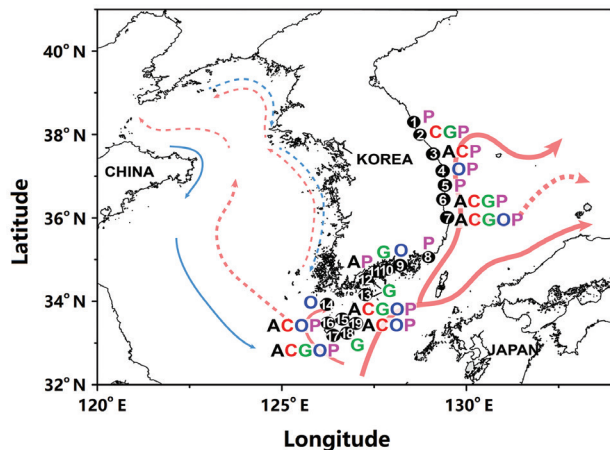 40° N
38° N
36° N
34° N
32° N
Latitude
120° E
125° E
130° E
Longitude
CHINA
KOREA
JAPAN
1 P
2 CGP
3 ACP
4 OP
5 P
6 ACGP
7 ACGOP
8 P
9 O
10 G
11
12 AP
13 G
14 O
15 ACGOP
16 ACOP
19 ACOP
17 ACGOP
18 G